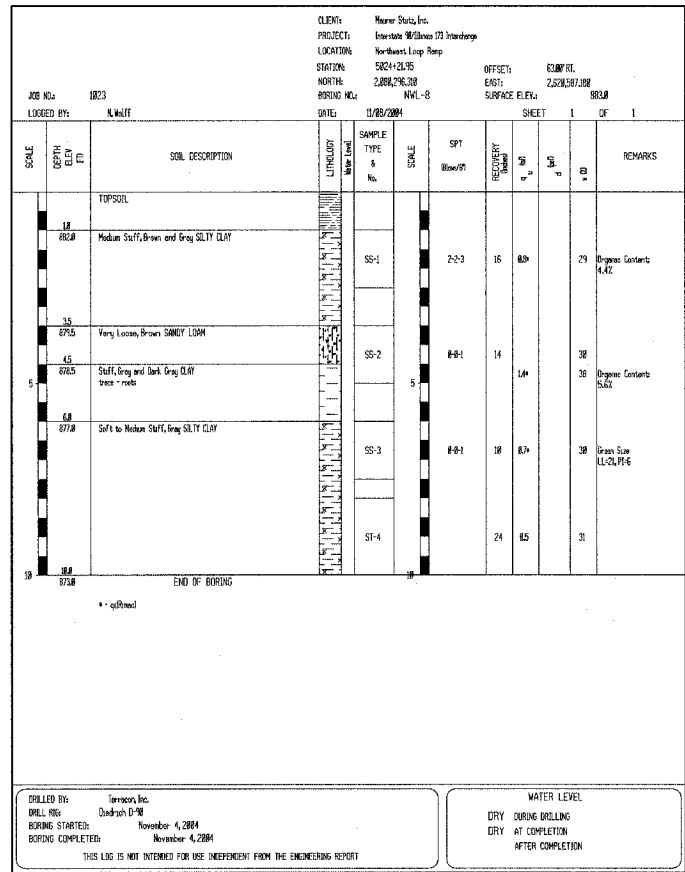 CLIENT: Maurer Stutz, Inc.
PROJECT: Interstate 90/Illinois 173 Interchange
LOCATION: Northwest Loop Ramp
STATION: 5024+21.95 OFFSET: 63.00' RT.
NORTH: 2,080,296.310 EAST: 2,620,507.180
JOB NO.: 1023 BORING NO.: NWL-8 SURFACE ELEV.: 883.0
LOGGED BY: N. Wolff DATE: 11/08/2004 SHEET 1 OF 1
SCALE DEPTH ELEV (FT) SOIL DESCRIPTION LITHOLOGY Water Level SAMPLE TYPE & No. SCALE SPT (Blows/6") RECOVERY (inches) q u (tsf) d (pcf) w (%) REMARKS
TOPSOIL
1.0
882.0 Medium Stiff, Brown and Gray SILTY CLAY
SS-1 2-2-3 16 0.9* 29 Organic Content:
4.4%
3.5
879.5 Very Loose, Brown SANDY LOAM
SS-2 0-0-1 14 30
4.5
878.5 Stiff, Gray and Dark Gray CLAY 1.4* 38 Organic Content:
5 trace - roots 5 5.6%
6.0
877.0 Soft to Medium Stiff, Gray SILTY CLAY
SS-3 0-0-1 18 0.7* 30 Grain Size
LL=21, PI=6
ST-4 24 0.5 31
10 10.0 10
873.0 END OF BORING
* - qu(Rimac)
DRILLED BY: Terracon, Inc.
DRILL RIG: Diedrich D-90
BORING STARTED: November 4, 2004
BORING COMPLETED: November 4, 2004
THIS LOG IS NOT INTENDED FOR USE INDEPENDENT FROM THE ENGINEERING REPORT
WATER LEVEL
DRY DURING DRILLING
DRY AT COMPLETION
AFTER COMPLETION